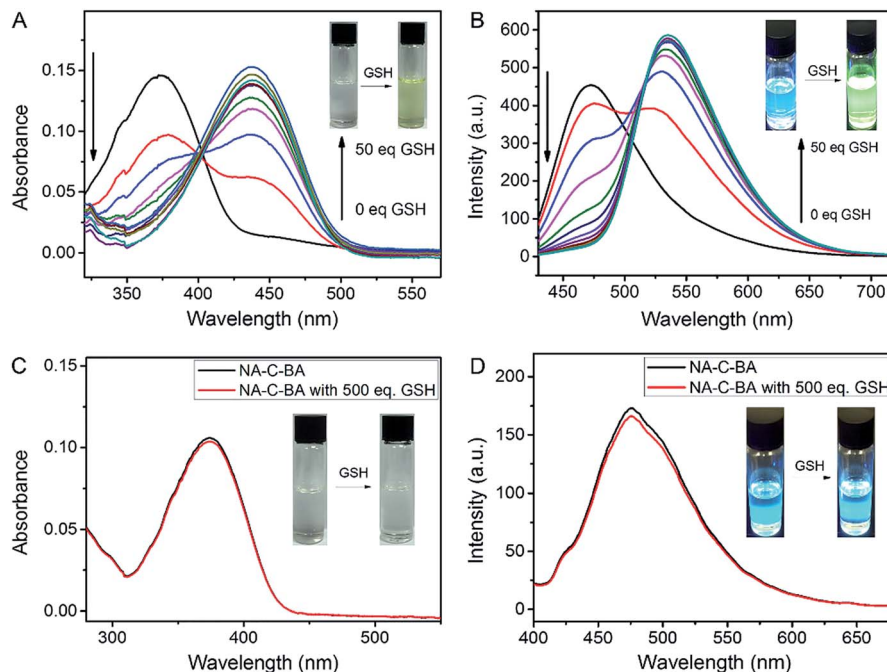 A
Absorbance
0.15
0.10
0.05
0.00
350
400
450
500
550
Wavelength (nm)
GSH
50 eq GSH
0 eq GSH
B
Intensity (a.u.)
600
500
400
300
200
100
0
450
500
550
600
650
700
Wavelength (nm)
GSH
50 eq GSH
0 eq GSH
C
Absorbance
0.15
0.10
0.05
0.00
300
400
500
Wavelength (nm)
NA-C-BA
NA-C-BA with 500 eq. GSH
GSH
D
Intensity (a.u.)
200
150
100
50
0
400
450
500
550
600
650
Wavelength (nm)
NA-C-BA
NA-C-BA with 500 eq. GSH
GSH